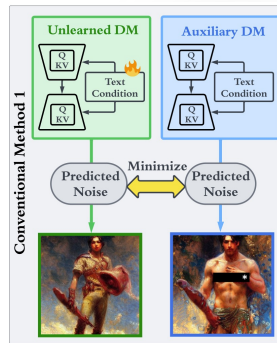 Conventional Method 1
Unlearned DM
Auxiliary DM
Q
KV
Text
Condition
Q
KV
Q
KV
Text
Condition
Q
KV
Predicted
Noise
Minimize
Predicted
Noise